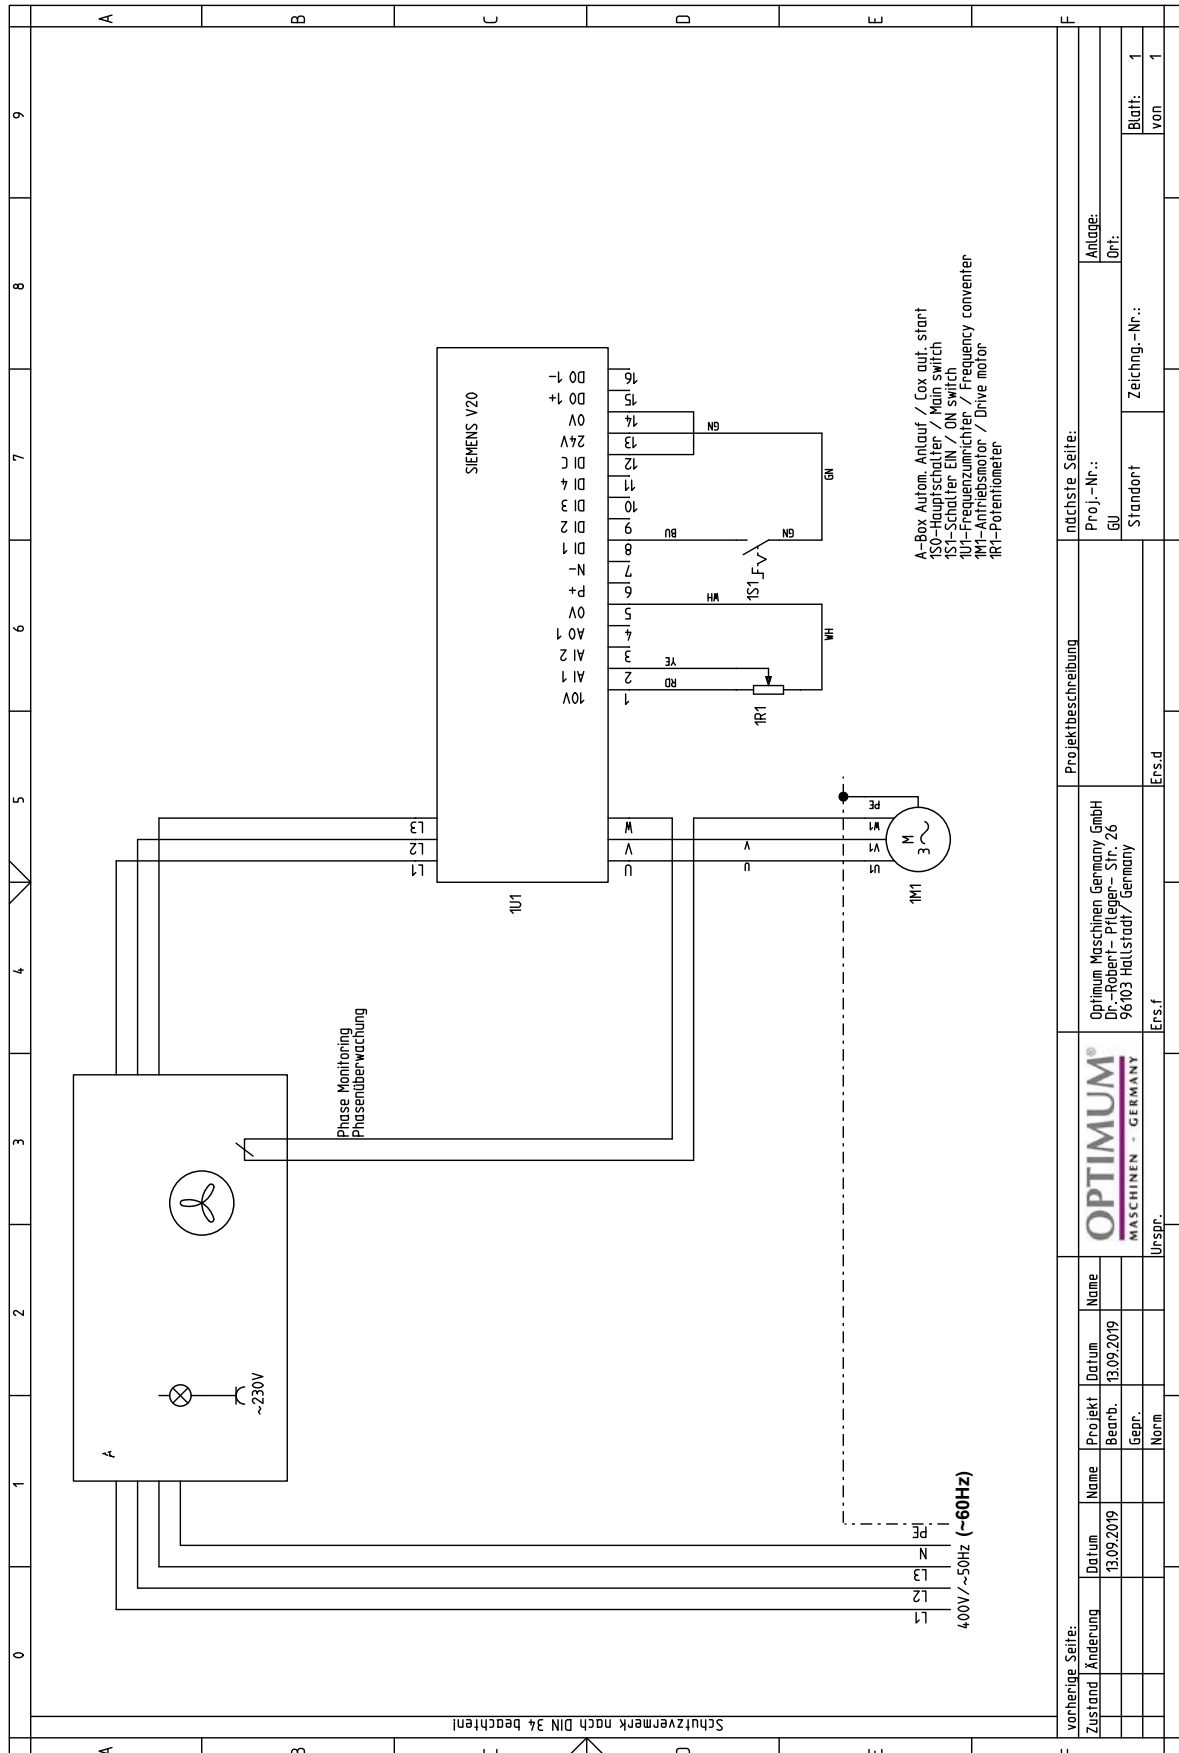 0 1 2 3 4 5 6 7 8 9
A
B
C
D
E
F
Schutzvermerk nach DIN 34 beachten!
A
~230V
Phase Monitoring
Phasenüberwachung
L1 L2 L3 N PE
400V/~50Hz (~60Hz)
L1 L2 L3
1U1
SIEMENS V20
U V W
10V AI 1 AI 2 AO 1 0V P+ N- DI 1 DI 2 DI 3 DI 4 DI C 24V 0V DO 1+ DO 1-
1 2 3 4 5 6 7 8 9 10 11 12 13 14 15 16
RD YE WH BU GN
U V
1R1
WH
1S1
GN
GN
U1 V1 W1 PE
M
3
1M1
A-Box Autom. Anlauf / Cox aut. start
1S0-Hauptschalter / Main switch
1S1-Schalter EIN / ON switch
1U1-Frequenzumrichter / Frequency conventer
1M1-Antriebsmotor / Drive motor
1R1-Potentiometer
vorherige Seite:
Projektbeschreibung
nächste Seite:
Zustand Änderung Datum Name Projekt Datum Name
13.09.2019 Bearb. 13.09.2019
Gepr.
Norm
OPTIMUM®
MASCHINEN - GERMANY
Urspr.
Optimum Maschinen Germany GmbH
Dr.-Robert- Pfleger- Str. 26
96103 Hallstadt/ Germany
Ers.f
Ers.d
Proj.-Nr.:
GU
Anlage:
Ort:
Standort
Zeichng.-Nr.:
Blatt: 1
von 1
A
B
C
D
E
F